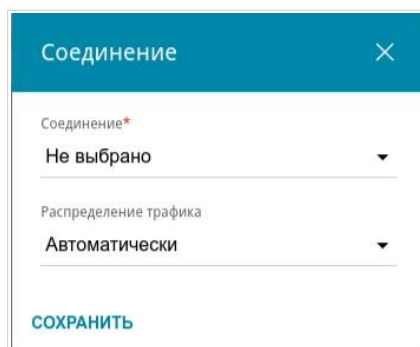 Соединение
Соединение*
Не выбрано
Распределение трафика
Автоматически
СОХРАНИТЬ